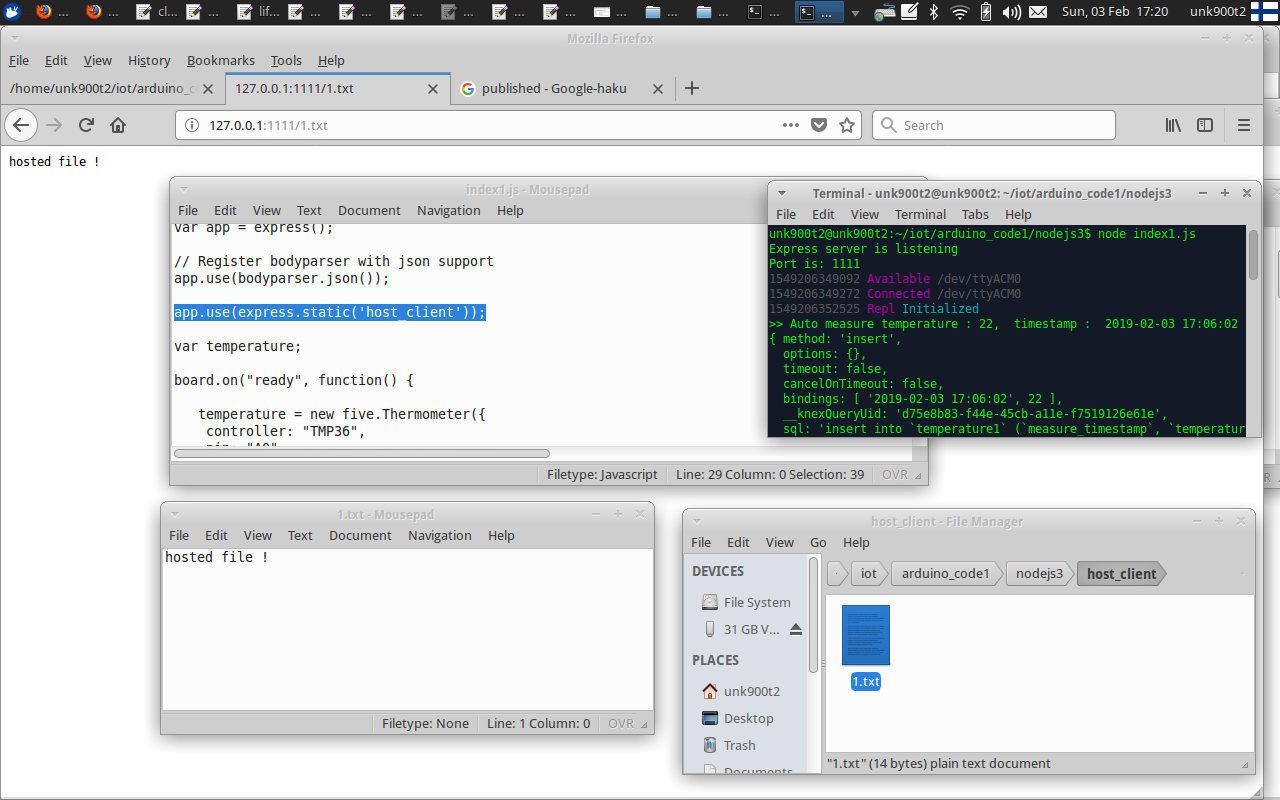 cl...
...
lif...
...
Sun, 03 Feb 17:20
unk900t2
Mozilla Firefox
File Edit View History Bookmarks Tools Help
/home/unk900t2/iot/arduino_c
127.0.0.1:1111/1.txt
published - Google-haku
127.0.0.1:1111/1.txt
Search
hosted file !
index1.js - Mousepad
File Edit View Text Document Navigation Help
var app = express();
// Register bodyparser with json support
app.use(bodyparser.json());
app.use(express.static('host_client'));
var temperature;
board.on("ready", function() {
temperature = new five.Thermometer({
controller: "TMP36",
pin: "A0"
Filetype: Javascript
Line: 29 Column: 0 Selection: 39
OVR
Terminal - unk900t2@unk900t2: ~/iot/arduino_code1/nodejs3
File Edit View Terminal Tabs Help
unk900t2@unk900t2:~/iot/arduino_code1/nodejs3$ node index1.js
Express server is listening
Port is: 1111
1549206349092 Available /dev/ttyACM0
1549206349272 Connected /dev/ttyACM0
1549206352525 Repl Initialized
>> Auto measure temperature : 22,  timestamp :  2019-02-03 17:06:02
{ method: 'insert',
options: {},
timeout: false,
cancelOnTimeout: false,
bindings: [ '2019-02-03 17:06:02', 22 ],
__knexQueryUid: 'd75e8b83-f44e-45cb-a11e-f7519126e61e',
sql: 'insert into `temperature1` (`measure_timestamp`, `temperatur
1.txt - Mousepad
File Edit View Text Document Navigation Help
hosted file !
Filetype: None
Line: 1 Column: 0
OVR
host_client - File Manager
File Edit View Go Help
DEVICES
File System
31 GB V...
PLACES
unk900t2
Desktop
Trash
Documents
iot
arduino_code1
nodejs3
host_client
1.txt
"1.txt" (14 bytes) plain text document